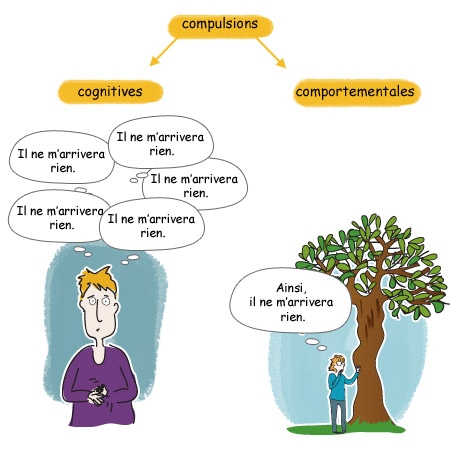 compulsions
cognitives
comportementales
Il ne m'arrivera
rien.
Il ne m'arrivera
rien.
Il ne m'arrivera
rien.
Il ne m'arrivera
rien.
Il ne m'arrivera
rien.
Ainsi,
il ne m'arrivera
rien.